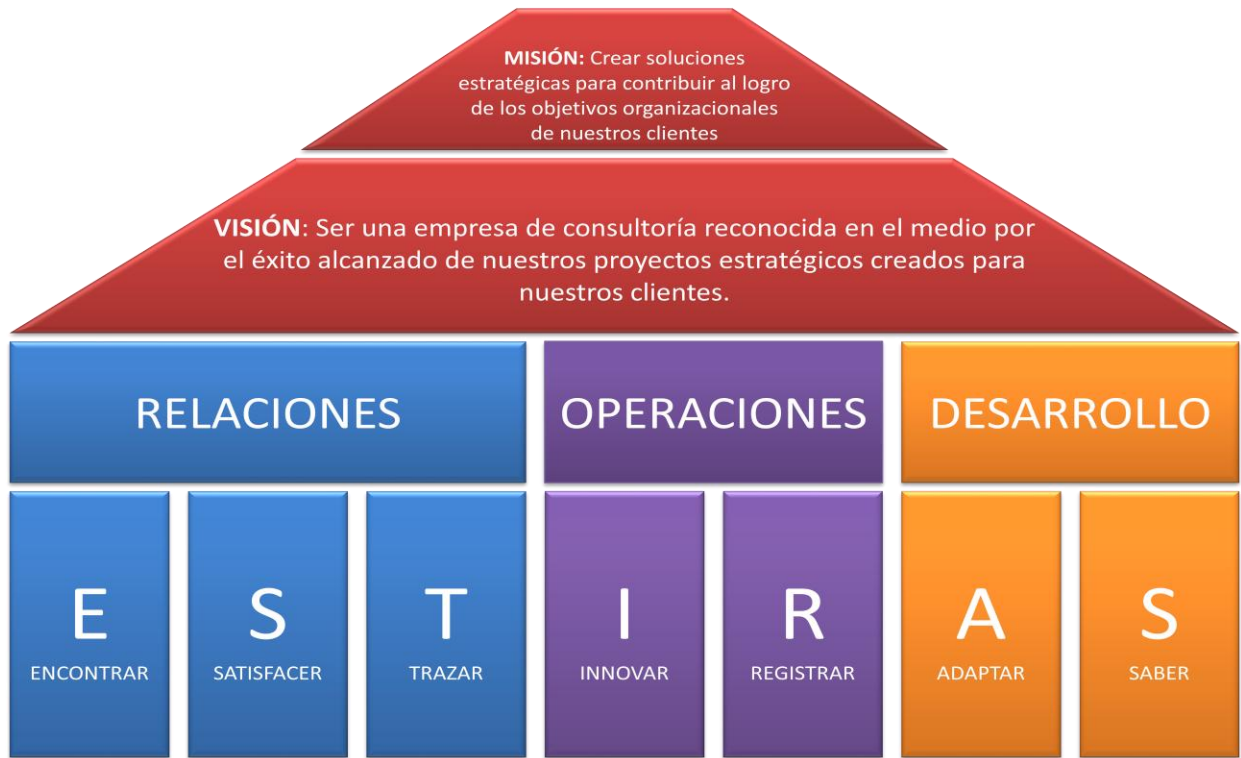 MISIÓN: Crear soluciones
estratégicas para contribuir al logro
de los objetivos organizacionales
de nuestros clientes
VISIÓN: Ser una empresa de consultoría reconocida en el medio por
el éxito alcanzado de nuestros proyectos estratégicos creados para
nuestros clientes.
RELACIONES
OPERACIONES
DESARROLLO
E
ENCONTRAR
S
SATISFACER
T
TRAZAR
I
INNOVAR
R
REGISTRAR
A
ADAPTAR
S
SABER